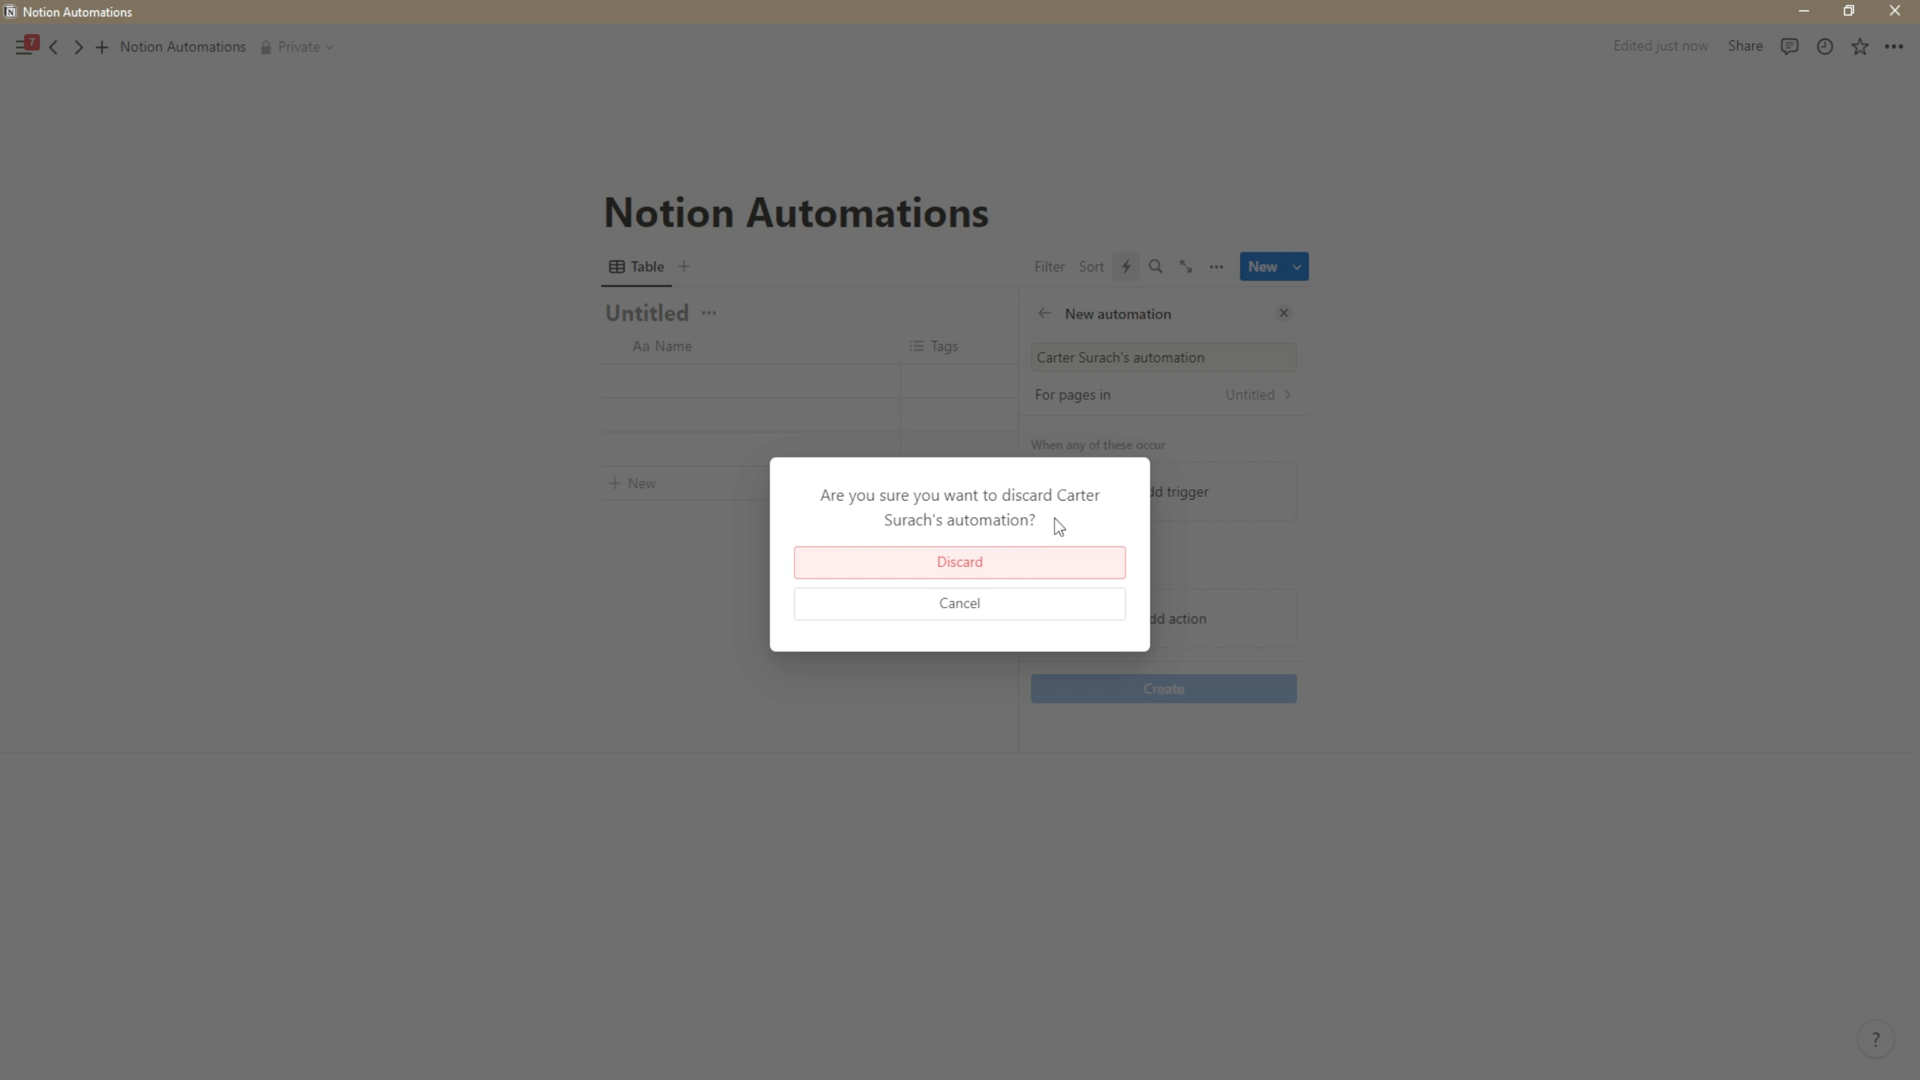 Notion Automations
7
Notion Automations Private
Edited just now Share
Notion Automations
Table
Filter Sort New
Untitled
New automation
Aa Name Tags
Carter Surach's automation
For pages in Untitled
When any of these occur
New
Are you sure you want to discard Carter
Surach's automation?
dd trigger
Discard
Cancel
dd action
Create
?